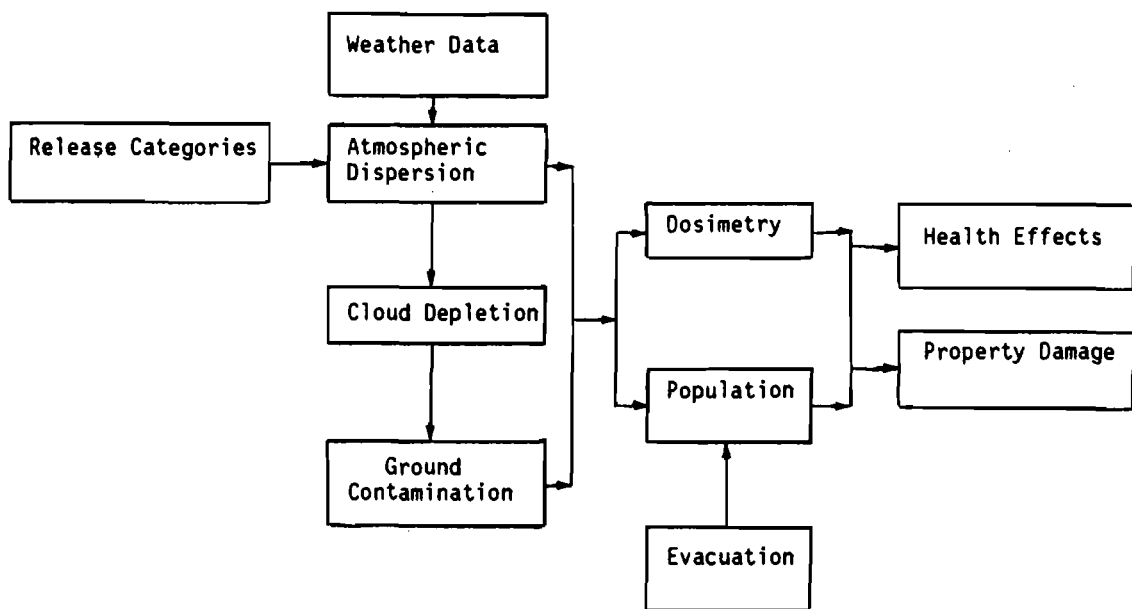 Weather Data
Release Categories
Atmospheric
Dispersion
Cloud Depletion
Ground
Contamination
Dosimetry
Population
Evacuation
Health Effects
Property Damage